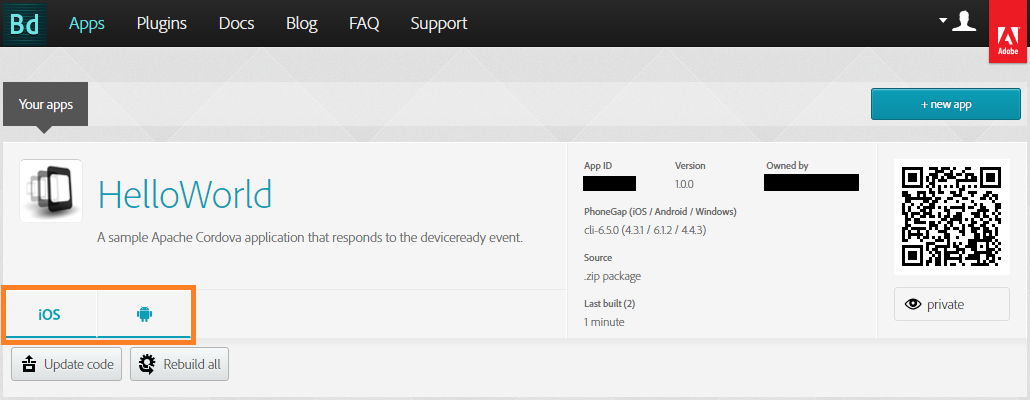 Bd Apps Plugins Docs Blog FAQ Support
Adobe
Your apps
+ new app
HelloWorld
A sample Apache Cordova application that responds to the deviceready event.
App ID Version Owned by
1.0.0
PhoneGap (iOS / Android / Windows)
cli-6.5.0 (4.3.1 / 6.1.2 / 4.4.3)
Source
.zip package
Last built (2)
1 minute
private
iOS
Update code Rebuild all